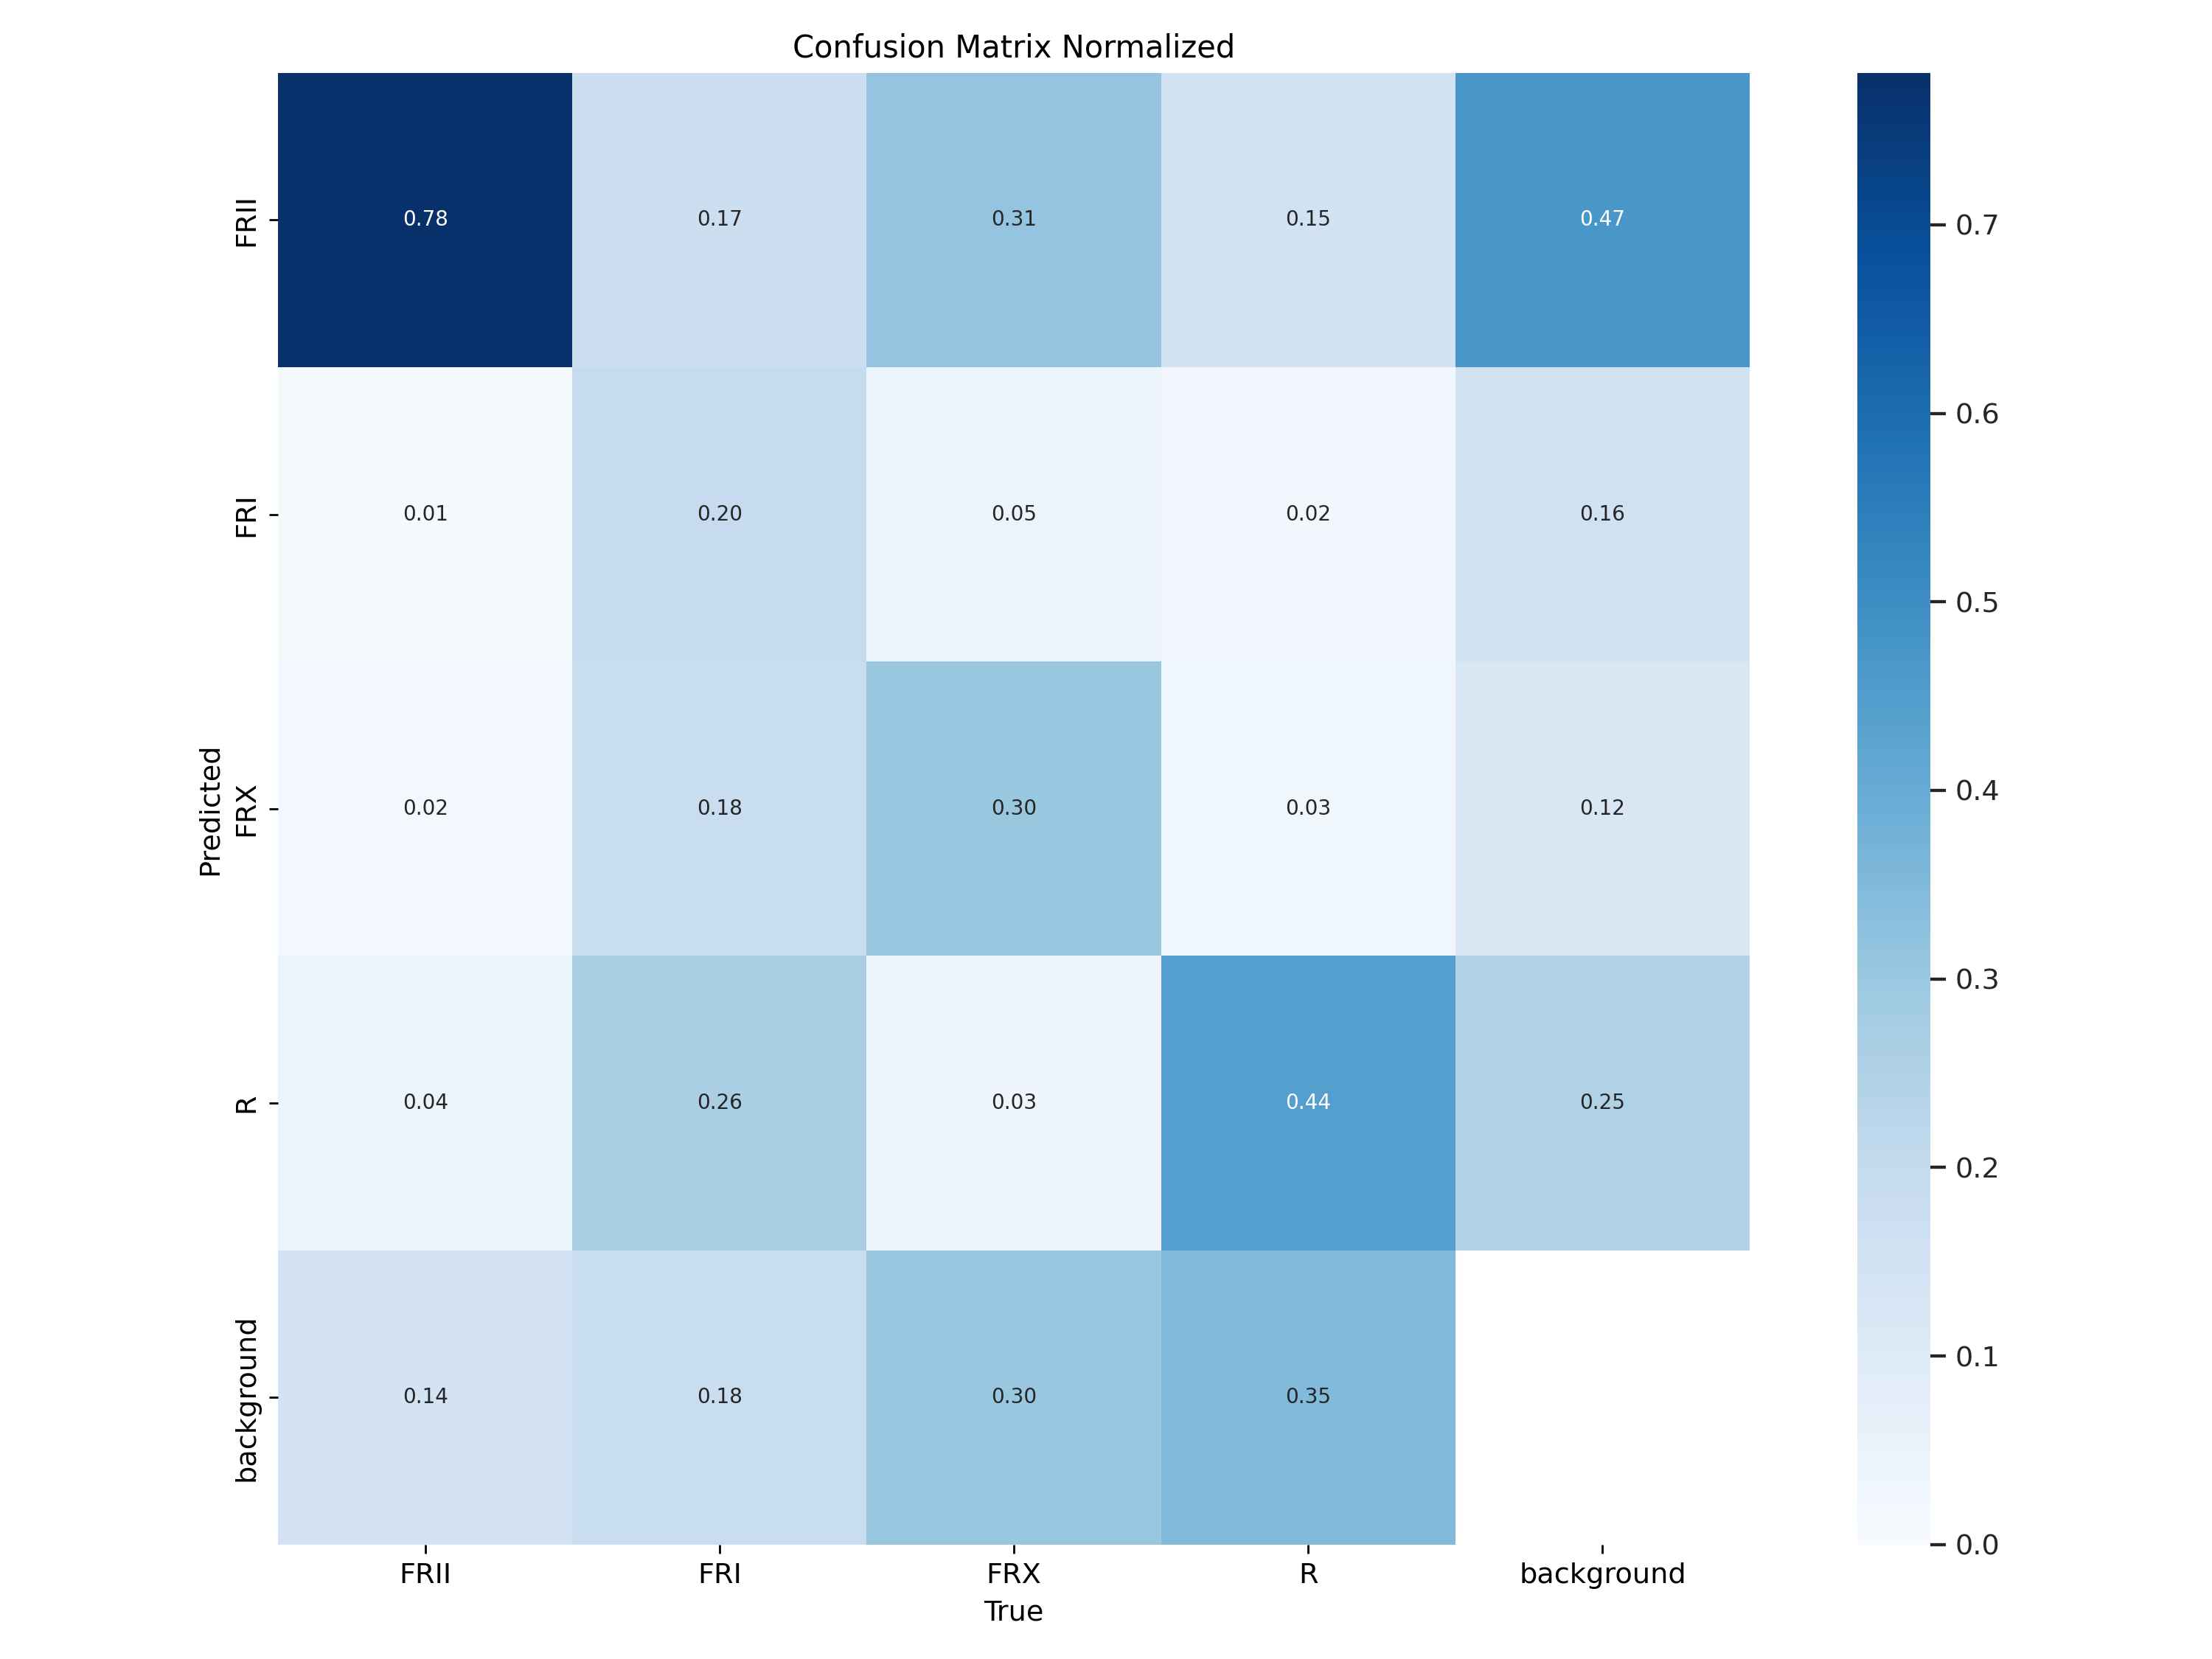 Confusion Matrix Normalized
FRII 0.78 0.17 0.31 0.15 0.47
FRI 0.01 0.20 0.05 0.02 0.16
FRX 0.02 0.18 0.30 0.03 0.12
R 0.04 0.26 0.03 0.44 0.25
background 0.14 0.18 0.30 0.35
Predicted
FRII FRI FRX R background
True
0.7
0.6
0.5
0.4
0.3
0.2
0.1
0.0